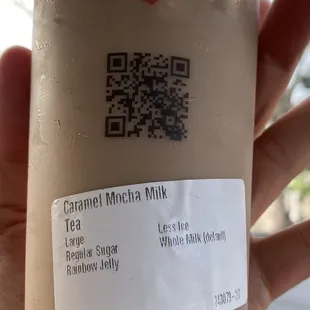 Caramel Mocha Milk
Tea
Large
Regular Sugar
Rainbow Jelly
Less Ice
Whole Milk (default)